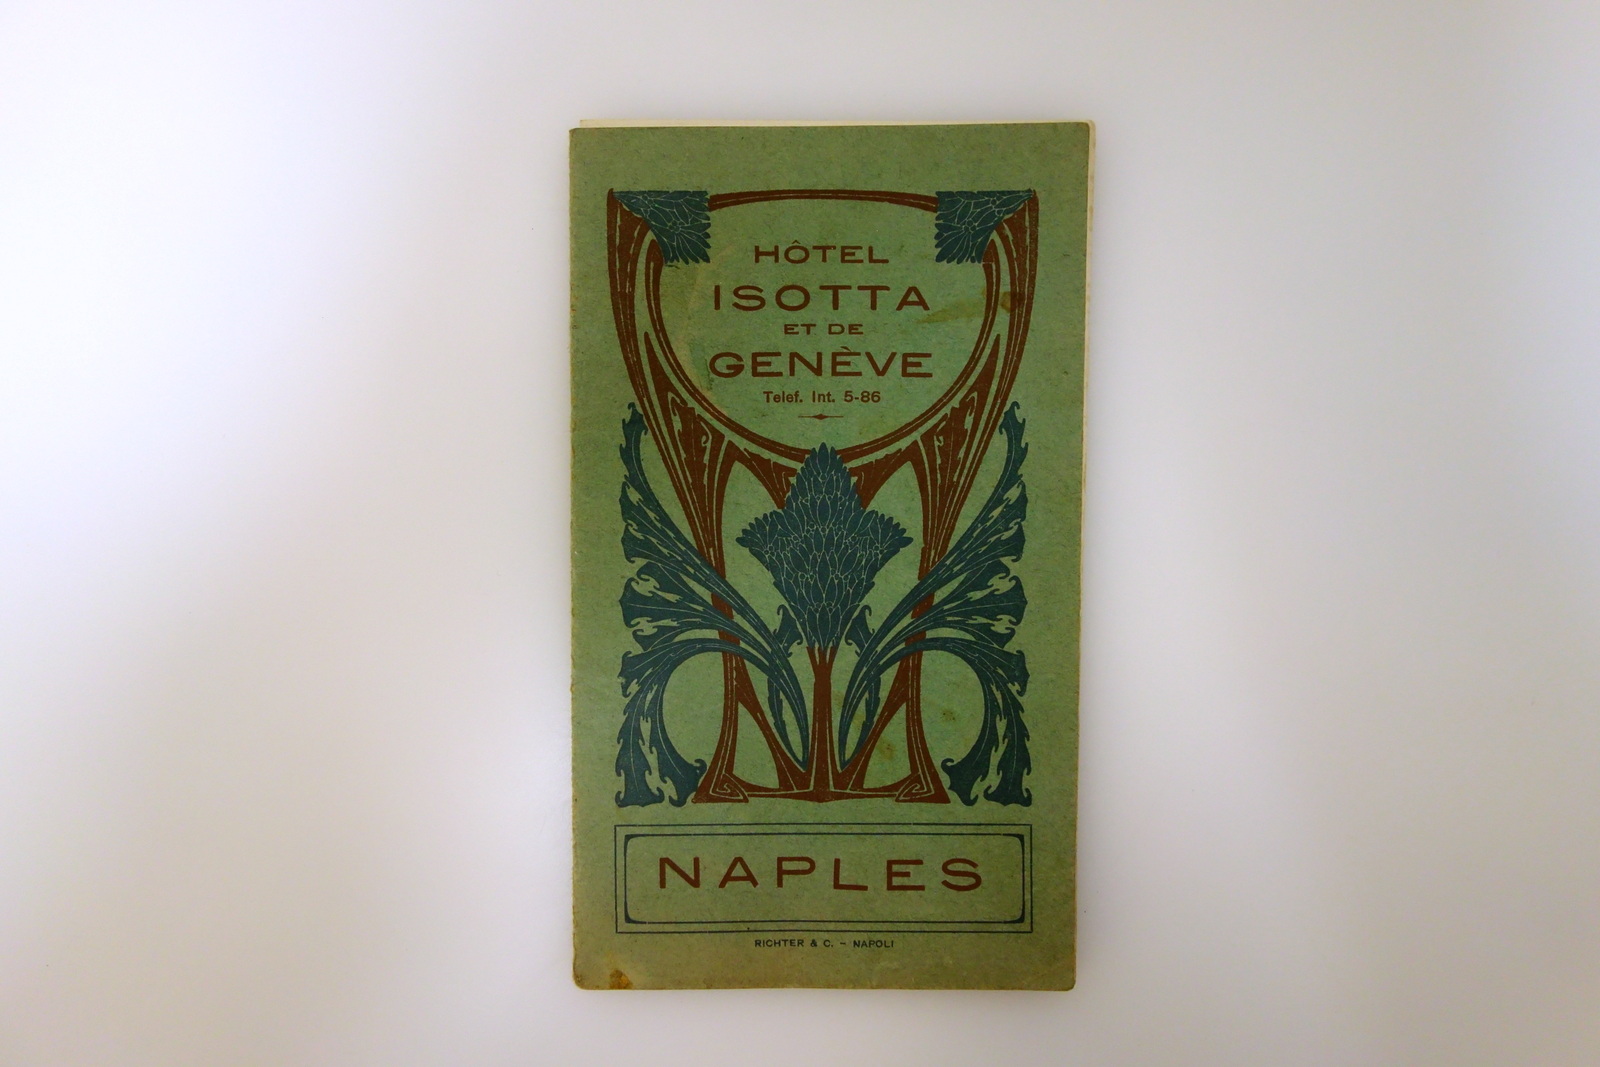 HÔTEL
ISOTTA
ET DE
GENÈVE
Telef. Int. 5-86
NAPLES
RICHTER & C. – NAPOLI